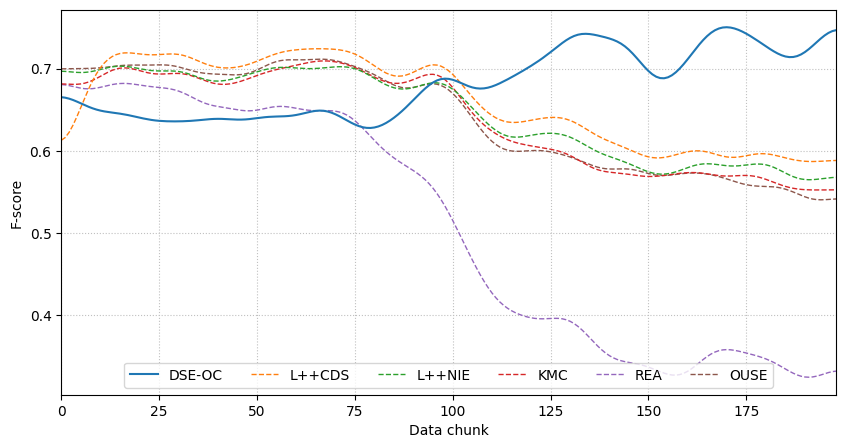 F-score
0.7
0.6
0.5
0.4
DSE-OC L++CDS L++NIE KMC REA OUSE
0 25 50 75 100 125 150 175
Data chunk